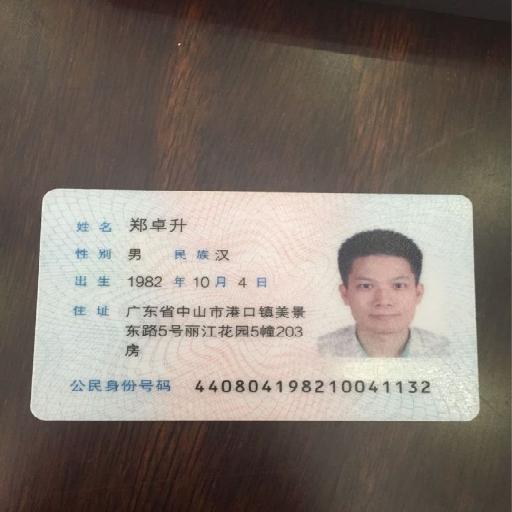 姓名 郑卓升
性别 男 民族 汉
出生 1982 年 10 月 4 日
住址 广东省中山市港口镇美景
东路5号丽江花园5幢203
房
公民身份号码 440804198210041132